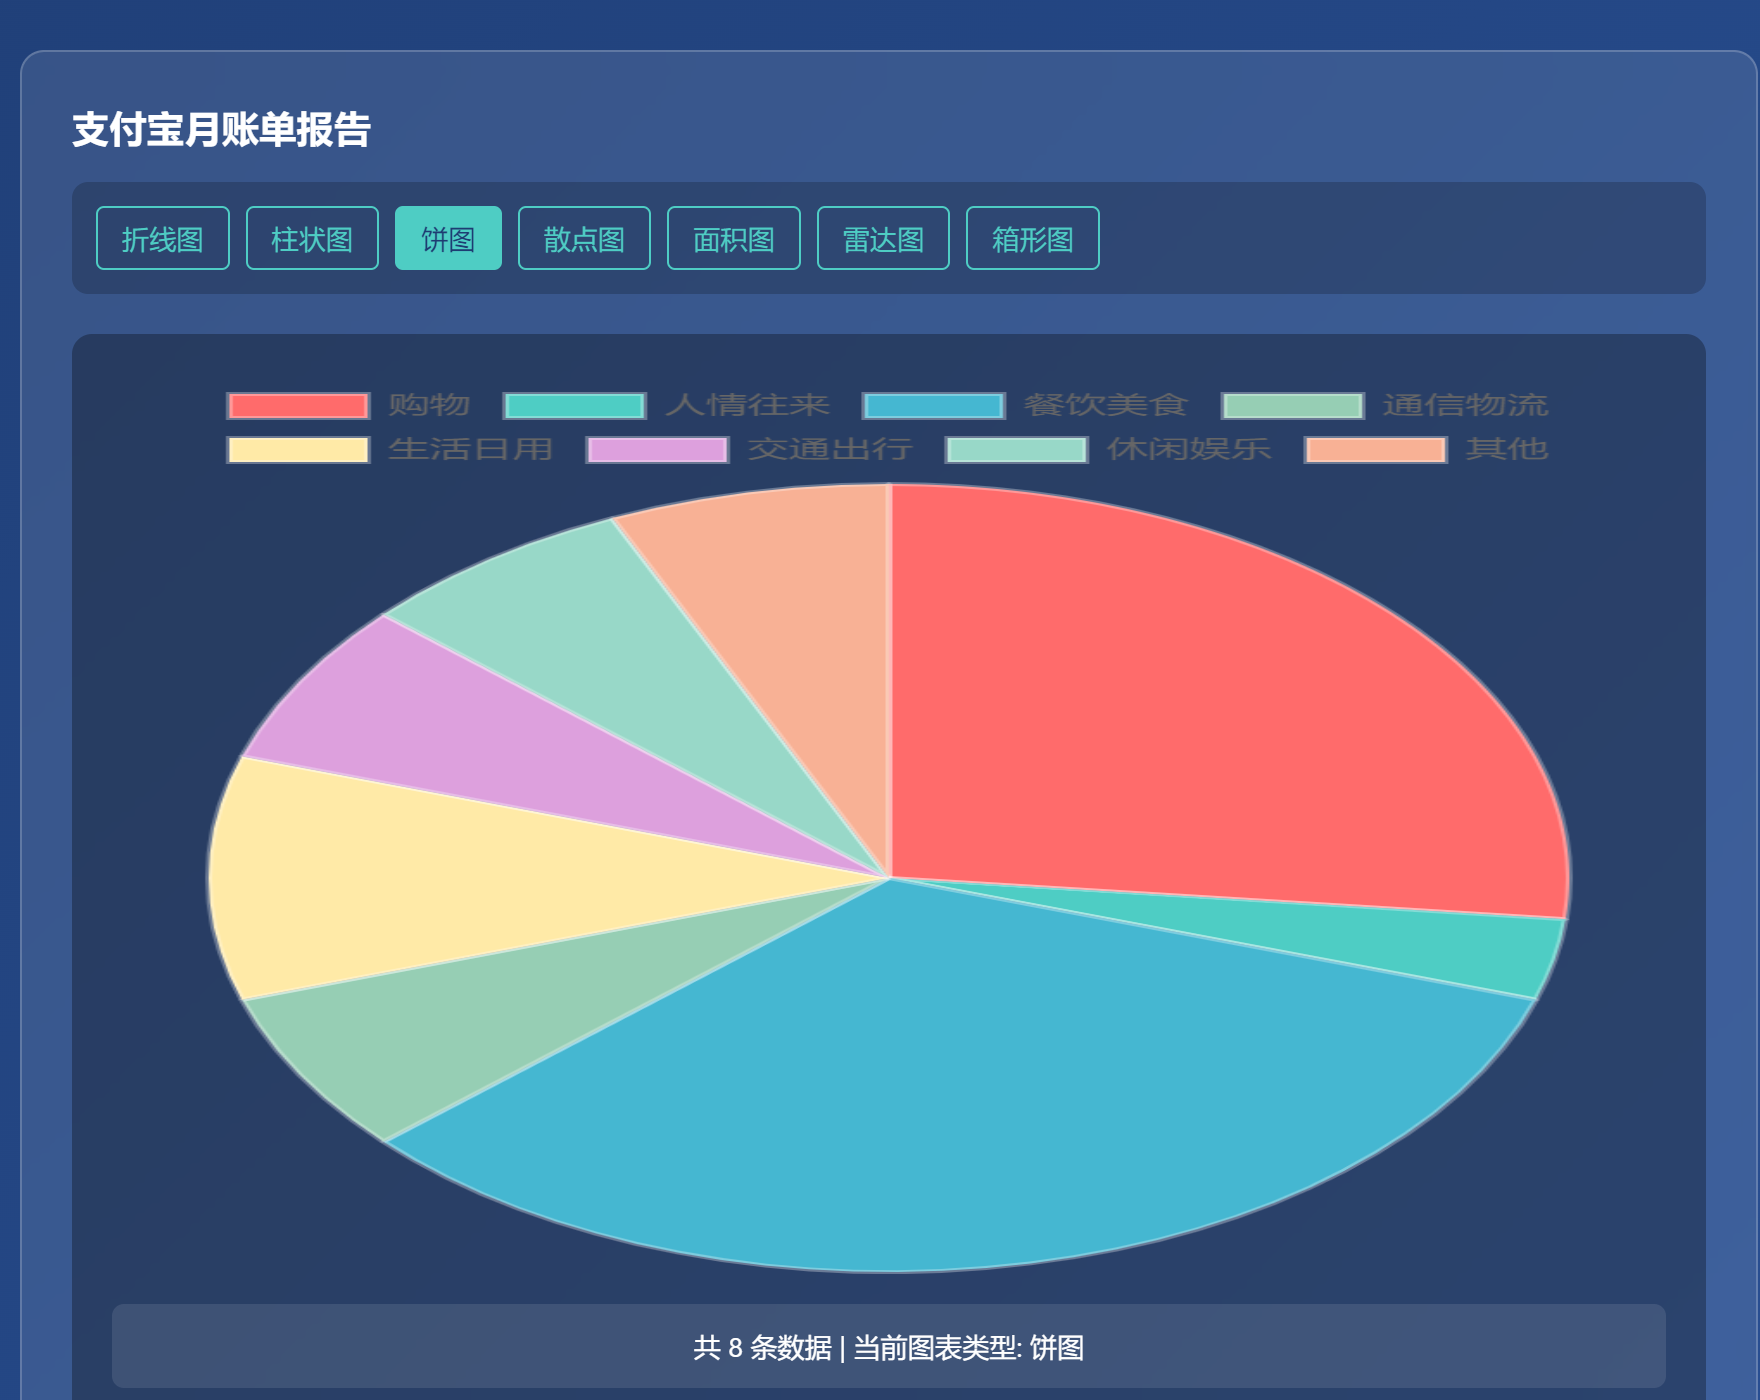 支付宝月账单报告
折线图 柱状图 饼图 散点图 面积图 雷达图 箱形图
购物 人情往来 餐饮美食 通信物流
生活日用 交通出行 休闲娱乐 其他
共 8 条数据 | 当前图表类型: 饼图